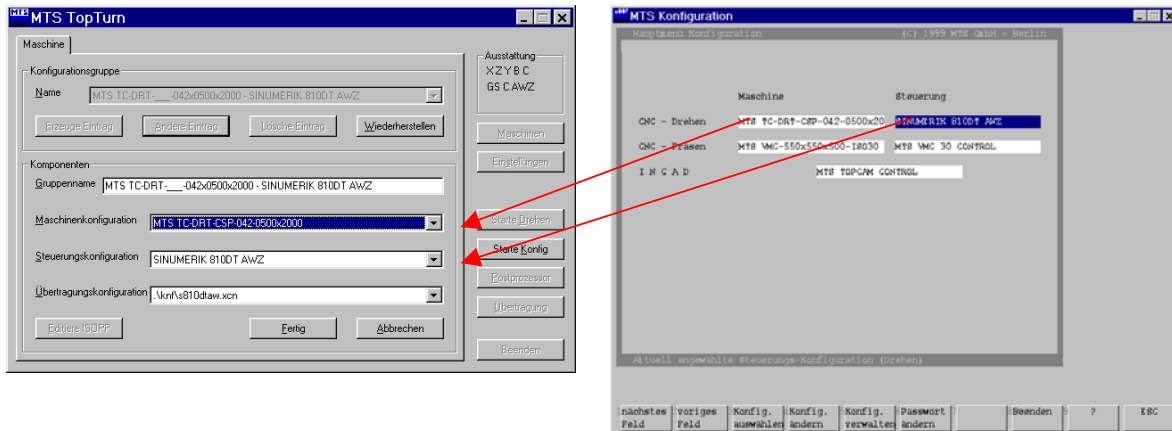 MTS TopTurn
Maschine
Konfigurationsgruppe
Name MTS TC-DRT-___-042x0500x2000 - SINUMERIK 810DT AWZ
Erzeuge Eintrag Ändere Eintrag Lösche Eintrag Wiederherstellen
Komponenten
Gruppenname MTS TC-DRT-___-042x0500x2000 - SINUMERIK 810DT AWZ
Maschinenkonfiguration MTS TC-DRT-CSP-042-0500x2000
Steuerungskonfiguration SINUMERIK 810DT AWZ
Übertragungskonfiguration .\knf\s810dtaw.xcn
Editiere ISOPP Fertig Abbrechen
Ausstattung
XZYBC
GS CAWZ
Maschinen
Einstellungen
Starte Drehen
Starte Konfig
Postprozessor
Übertragung
Beenden
MTS Konfiguration
Hauptmenü Konfiguration (C) 1999 MTS GmbH - Berlin
Maschine Steuerung
CNC - Drehen MTS TC-DRT-CSP-042-0500x20 SINUMERIK 810DT AWZ
CNC - Fräsen MTS VMC-550x550x500-IS030 MTS VMC 30 CONTROL
I N C A D MTS TOPCAM CONTROL
Aktuell angewählte Steuerungs-Konfiguration (Drehen)
nächstes voriges Konfig. Konfig. Konfig. Passwort Beenden ? ESC
Feld Feld auswählen ändern verwalten ändern